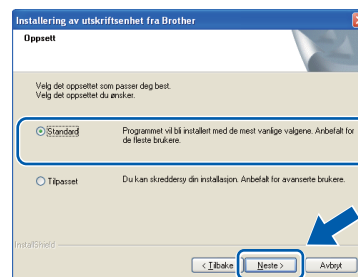 Installering av utskriftsenhet fra Brother
Oppsett
Velg det oppsettet som passer deg best.
Velg det oppsettet du ønsker.
Standard
Programmet vil bli installert med de mest vanlige valgene. Anbefalt for
de fleste brukere.
Tilpasset
Du kan skreddersy din installasjon. Anbefalt for avanserte brukere.
InstallShield
< Tilbake
Neste >
Avbryt